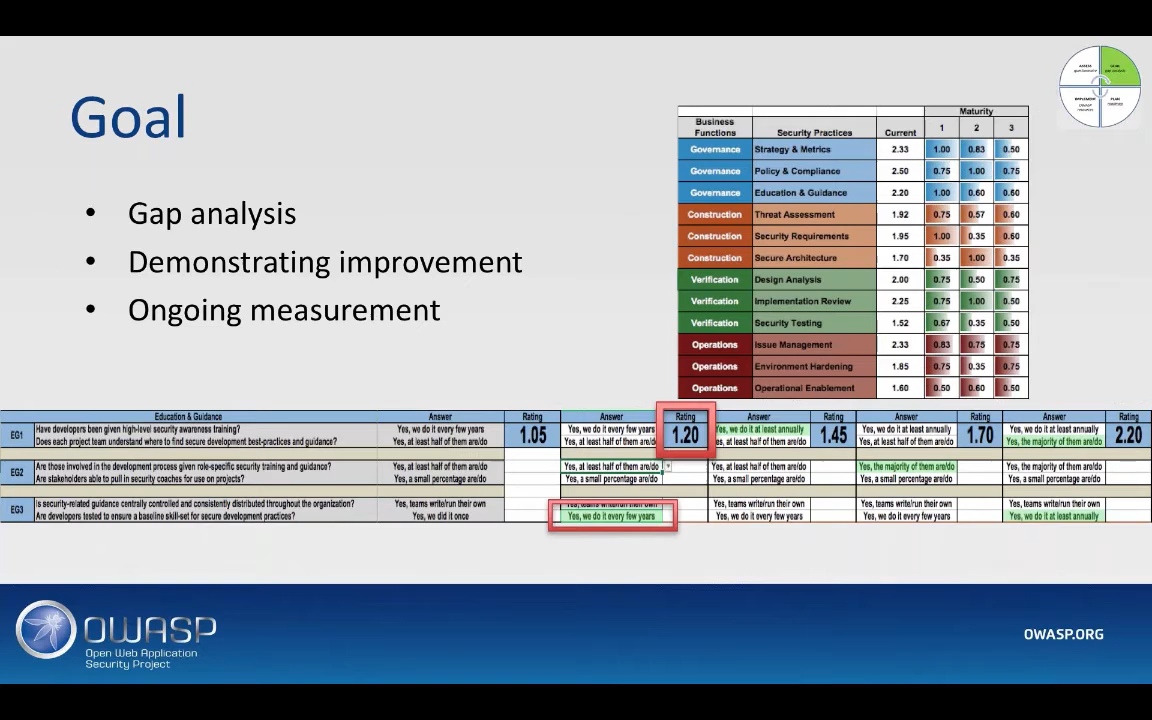 Goal
• Gap analysis
• Demonstrating improvement
• Ongoing measurement
ASSESS
GOAL
IMPLEMENT
OWASP
PLAN
Maturity
Business Functions Security Practices Current 1 2 3
Governance Strategy & Metrics 2.33 1.00 0.83 0.50
Governance Policy & Compliance 2.50 0.75 1.00 0.75
Governance Education & Guidance 2.20 1.00 0.60 0.60
Construction Threat Assessment 1.92 0.75 0.57 0.60
Construction Security Requirements 1.95 1.00 0.35 0.60
Construction Secure Architecture 1.70 0.35 1.00 0.35
Verification Design Analysis 2.00 0.75 0.50 0.75
Verification Implementation Review 2.25 0.75 1.00 0.50
Verification Security Testing 1.52 0.67 0.35 0.50
Operations Issue Management 2.33 0.83 0.75 0.75
Operations Environment Hardening 1.85 0.75 0.35 0.75
Operations Operational Enablement 1.60 0.50 0.60 0.50
Education & Guidance Answer Rating Answer Rating Answer Rating Answer Rating Answer Rating
EG1 Have developers been given high-level security awareness training? Yes, we do it every few years 1.05 Yes, we do it every few years 1.20 Yes, we do it at least annually 1.45 Yes, we do it at least annually 1.70 Yes, we do it at least annually 2.20
Does each project team understand where to find secure development best-practices and guidance? Yes, at least half of them are/do Yes, at least half of them are/do Yes, at least half of them are/do Yes, at least half of them are/do Yes, the majority of them are/do
EG2 Are those involved in the development process given role-specific security training and guidance? Yes, at least half of them are/do Yes, at least half of them are/do Yes, at least half of them are/do Yes, the majority of them are/do Yes, the majority of them are/do
Are stakeholders able to pull in security coaches for use on projects? Yes, a small percentage are/do Yes, a small percentage are/do Yes, a small percentage are/do Yes, a small percentage are/do Yes, a small percentage are/do
EG3 Is security-related guidance centrally controlled and consistently distributed throughout the organization? Yes, teams write/run their own Yes, teams write/run their own Yes, teams write/run their own Yes, teams write/run their own Yes, teams write/run their own
Are developers tested to ensure a baseline skill-set for secure development practices? Yes, we did it once Yes, we do it every few years Yes, we do it every few years Yes, we do it every few years Yes, we do it at least annually
OWASP
Open Web Application
Security Project
OWASP.ORG